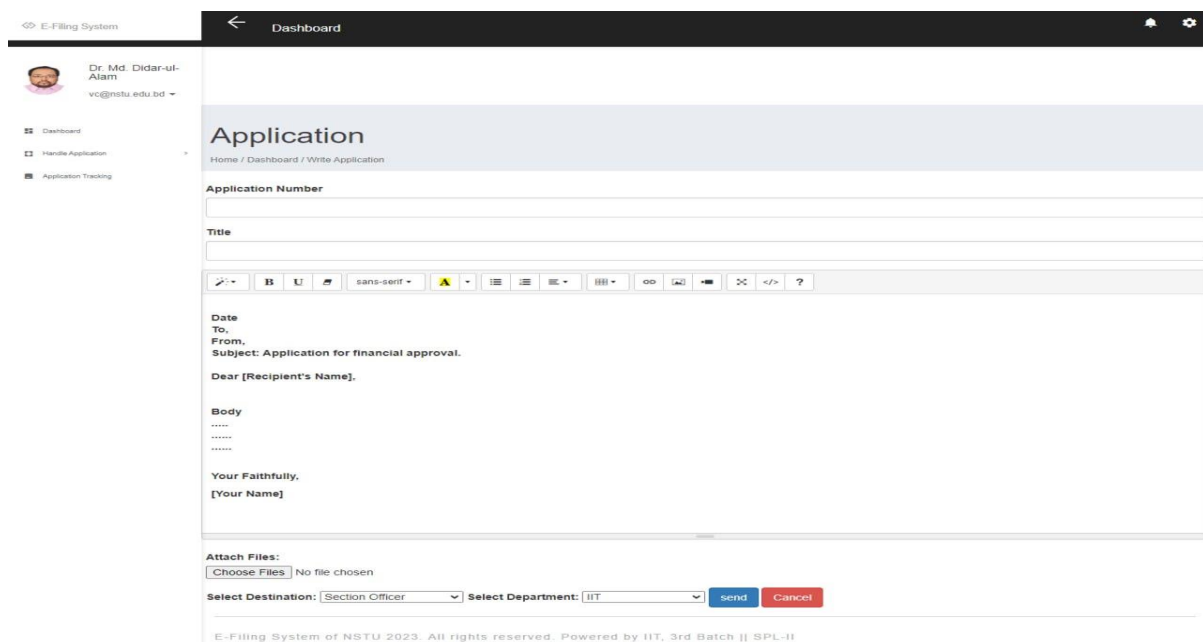 E-Filing System
Dashboard
Dr. Md. Didar-ul-
Alam
vc@nstu.edu.bd
Dashboard
Handle Application
Application Tracking
Application
Home / Dashboard / Write Application
Application Number
Title
B U sans-serif A </> ?
Date
To,
From,
Subject: Application for financial approval.
Dear [Recipient's Name],
Body
.....
......
......
Your Faithfully,
[Your Name]
Attach Files:
Choose Files No file chosen
Select Destination: Section Officer Select Department: IIT send Cancel
E-Filing System of NSTU 2023. All rights reserved. Powered by IIT, 3rd Batch || SPL-II